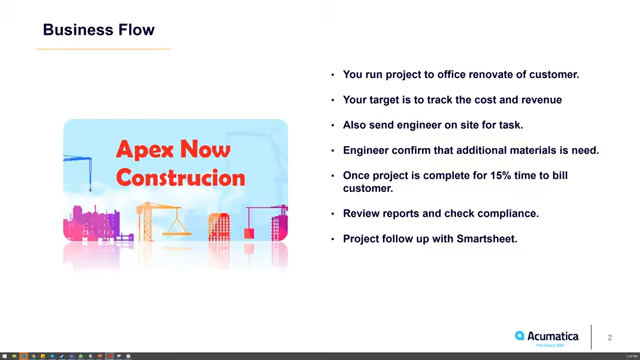 Business Flow
Apex Now
Construcion
• You run project to office renovate of customer.
• Your target is to track the cost and revenue
• Also send engineer on site for task.
• Engineer confirm that additional materials is need.
• Once project is complete for 15% time to bill
customer.
• Review reports and check compliance.
• Project follow up with Smartsheet.
Acumatica
The Cloud ERP
2